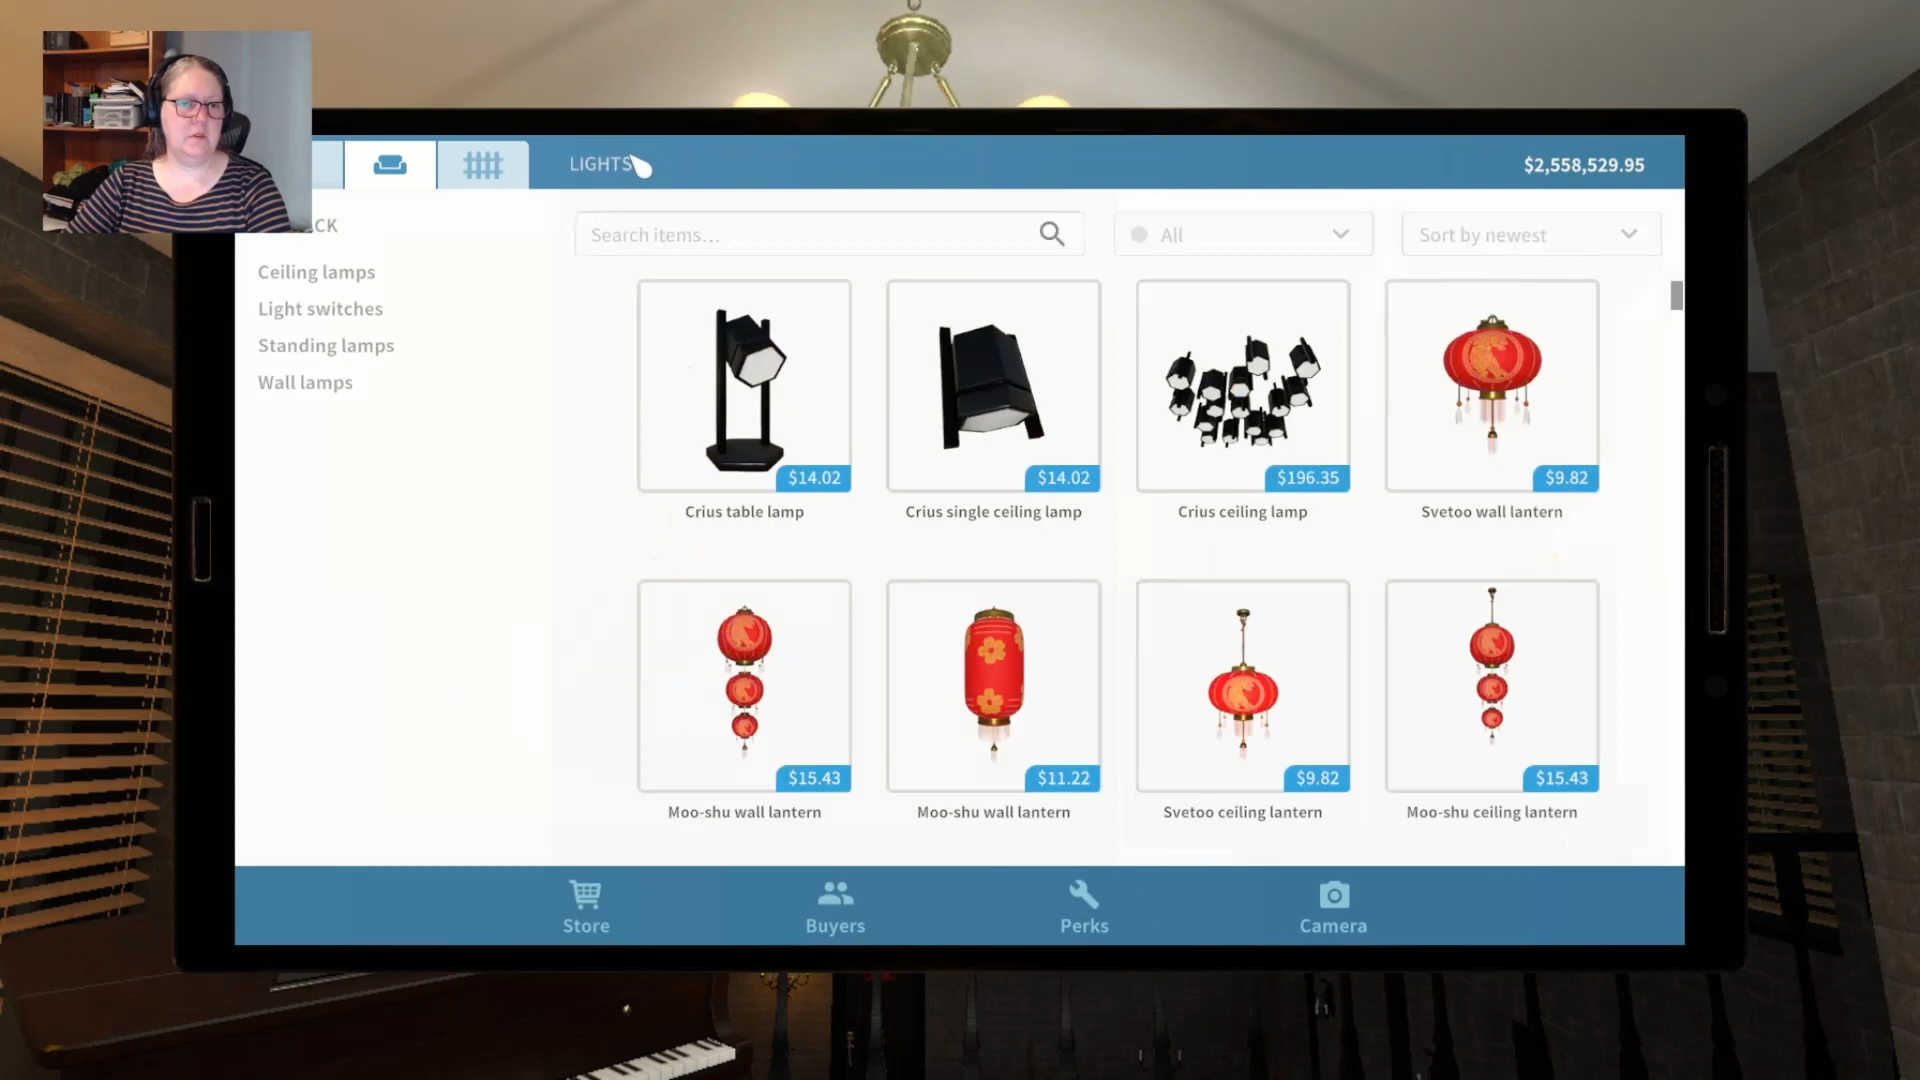 LIGHTS
$2,558,529.95
CK
Search items...
All
Sort by newest
Ceiling lamps
Light switches
Standing lamps
Wall lamps
$14.02
$14.02
$196.35
$9.82
Crius table lamp
Crius single ceiling lamp
Crius ceiling lamp
Svetoo wall lantern
$15.43
$11.22
$9.82
$15.43
Moo-shu wall lantern
Moo-shu wall lantern
Svetoo ceiling lantern
Moo-shu ceiling lantern
Store
Buyers
Perks
Camera